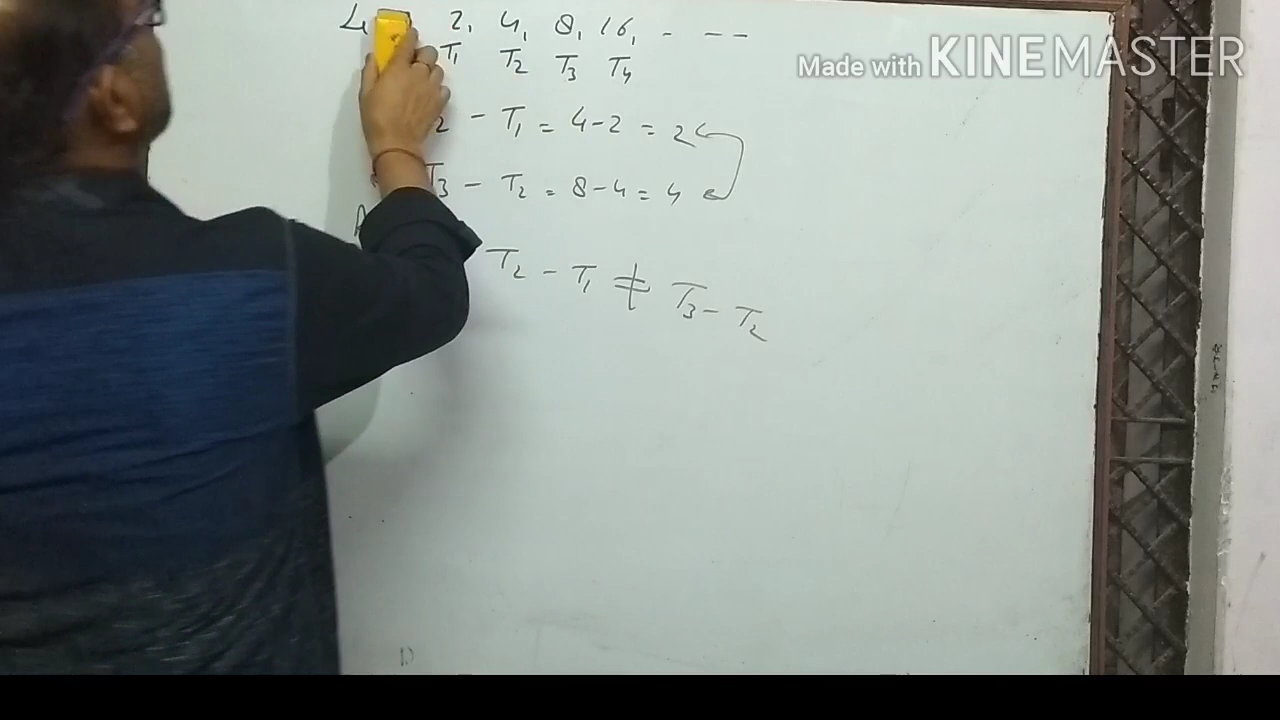 2, 4, 8, 16, - - -
T1 T2 T3 T4
Made with KINEMASTER
2 - T1 = 4-2 = 2
T3 - T2 = 8-4 = 4
T2 - T1 ≠ T3 - T2